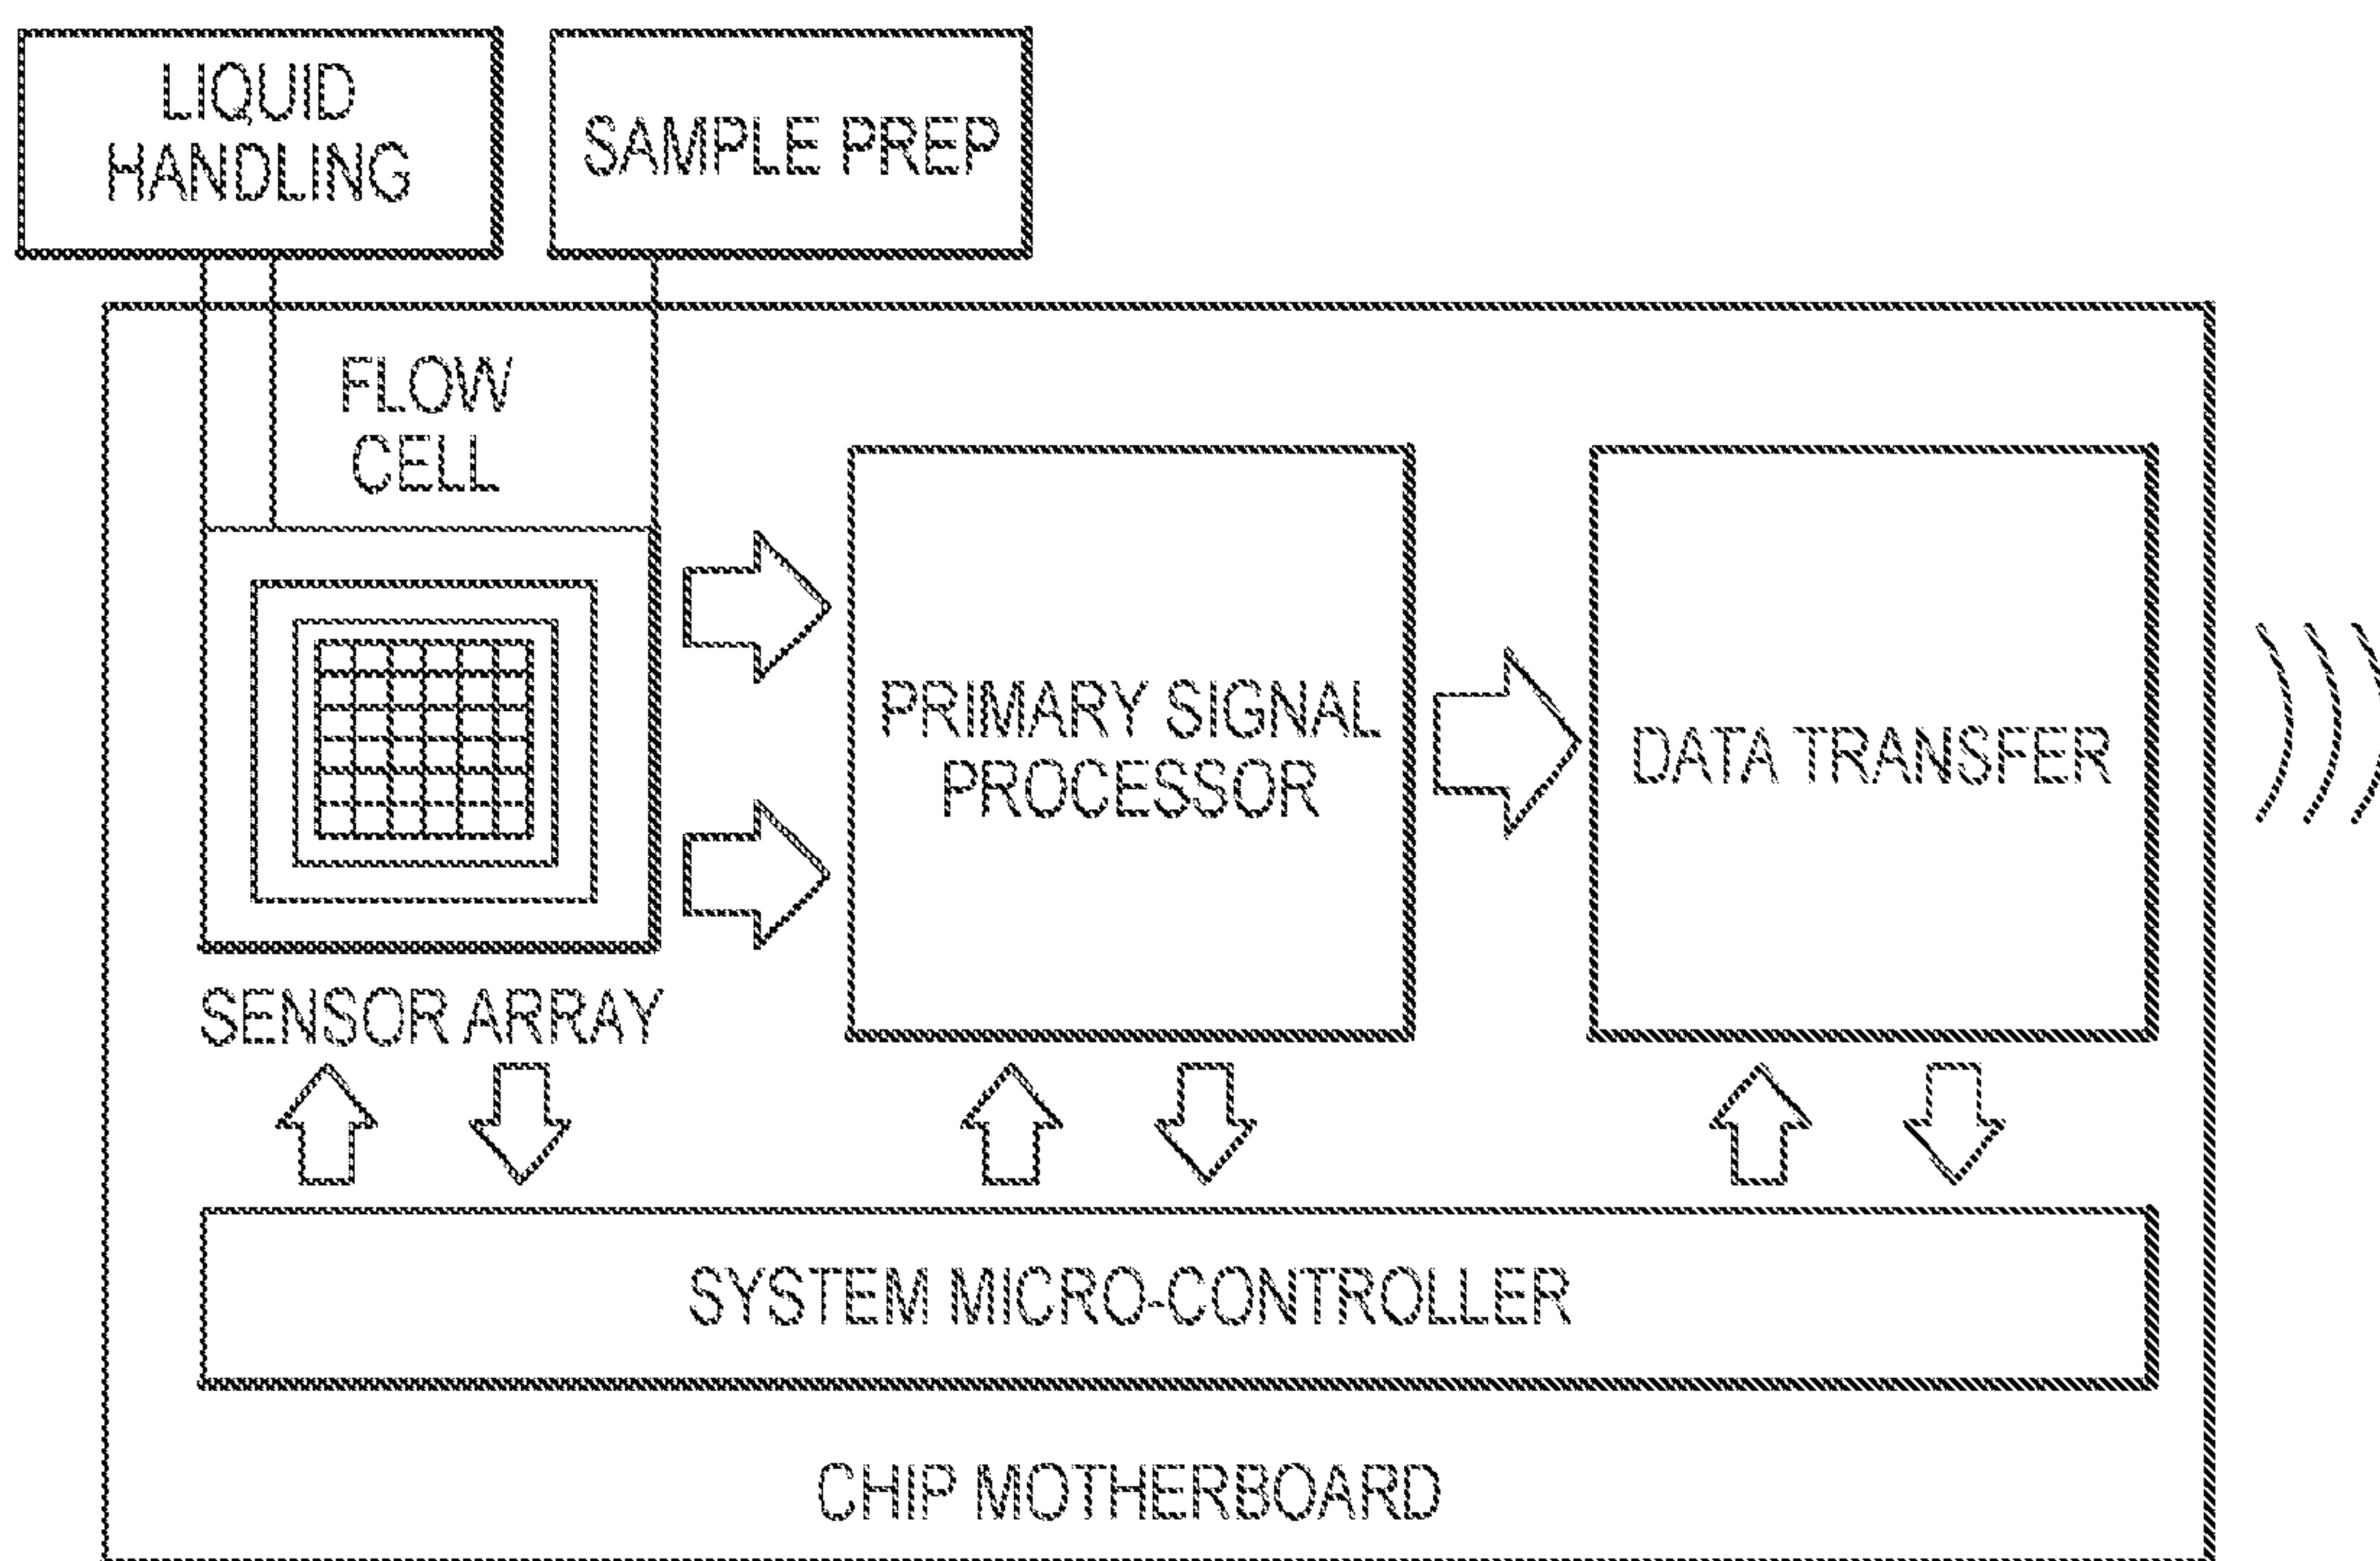 LIQUID
HANDLING
SAMPLE PREP
FLOW
CELL
PRIMARY SIGNAL
PROCESSOR
DATA TRANSFER
SENSOR ARRAY
SYSTEM MICRO-CONTROLLER
CHIP MOTHERBOARD